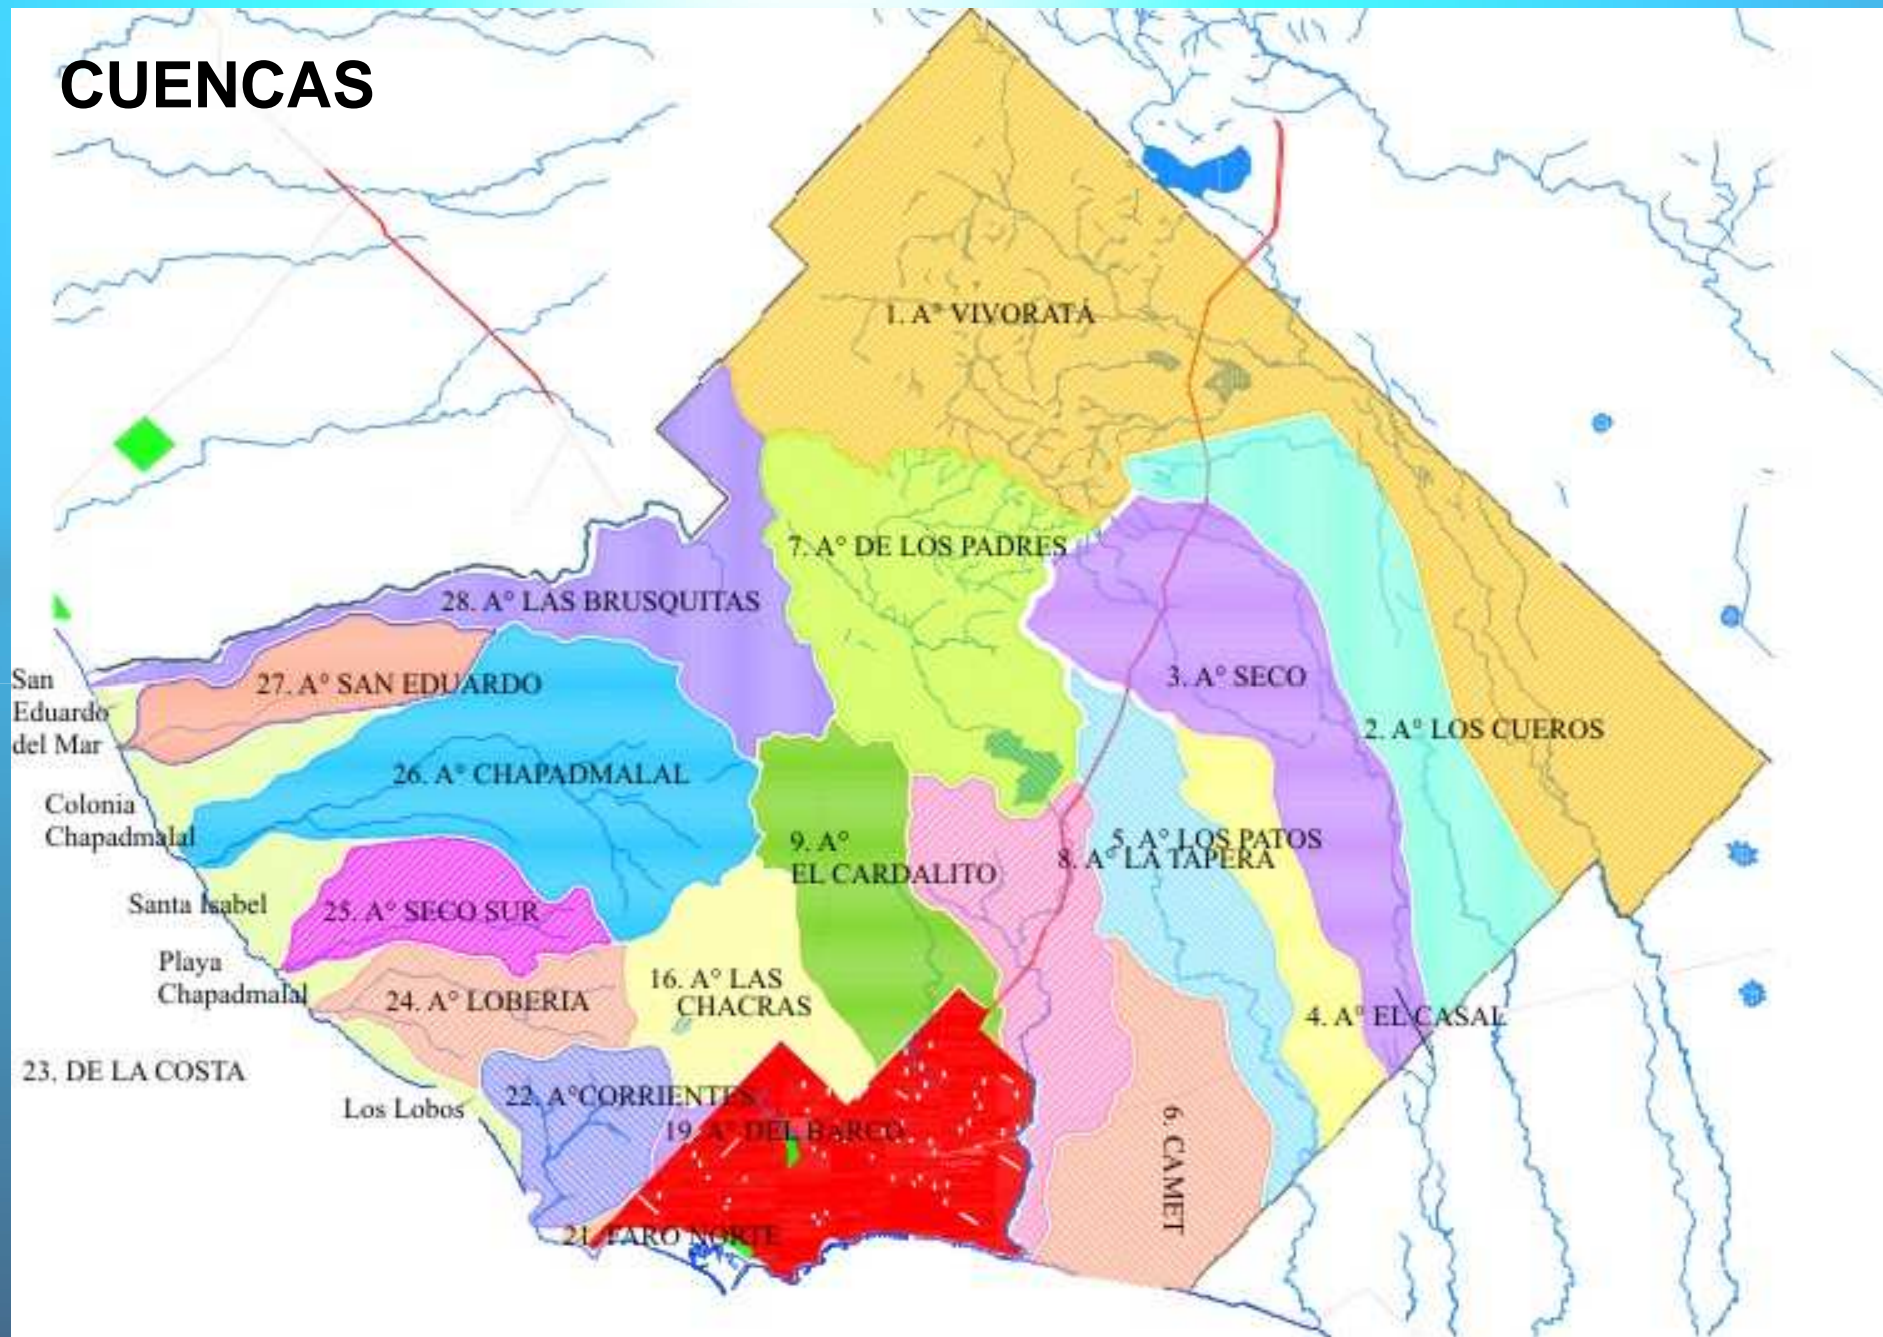 CUENCAS
1. A° VIVORATÁ
7. A° DE LOS PADRES
28. A° LAS BRUSQUITAS
3. A° SECO
27. A° SAN EDUARDO
San
Eduardo
del Mar
2. A° LOS CUEROS
26. A° CHAPADMALAL
Colonia
Chapadmalal
9. A°
EL CARDALITO
5. A° LOS PATOS
8. A° LA TAPERA
Santa Isabel
25. A° SECO SUR
Playa
Chapadmalal
24. A° LOBERIA
16. A° LAS
CHACRAS
4. A° EL CASAL
23. DE LA COSTA
Los Lobos
22. A°CORRIENTES
19. A° DEL BARCO
6. CAMET
21. FARO NORTE